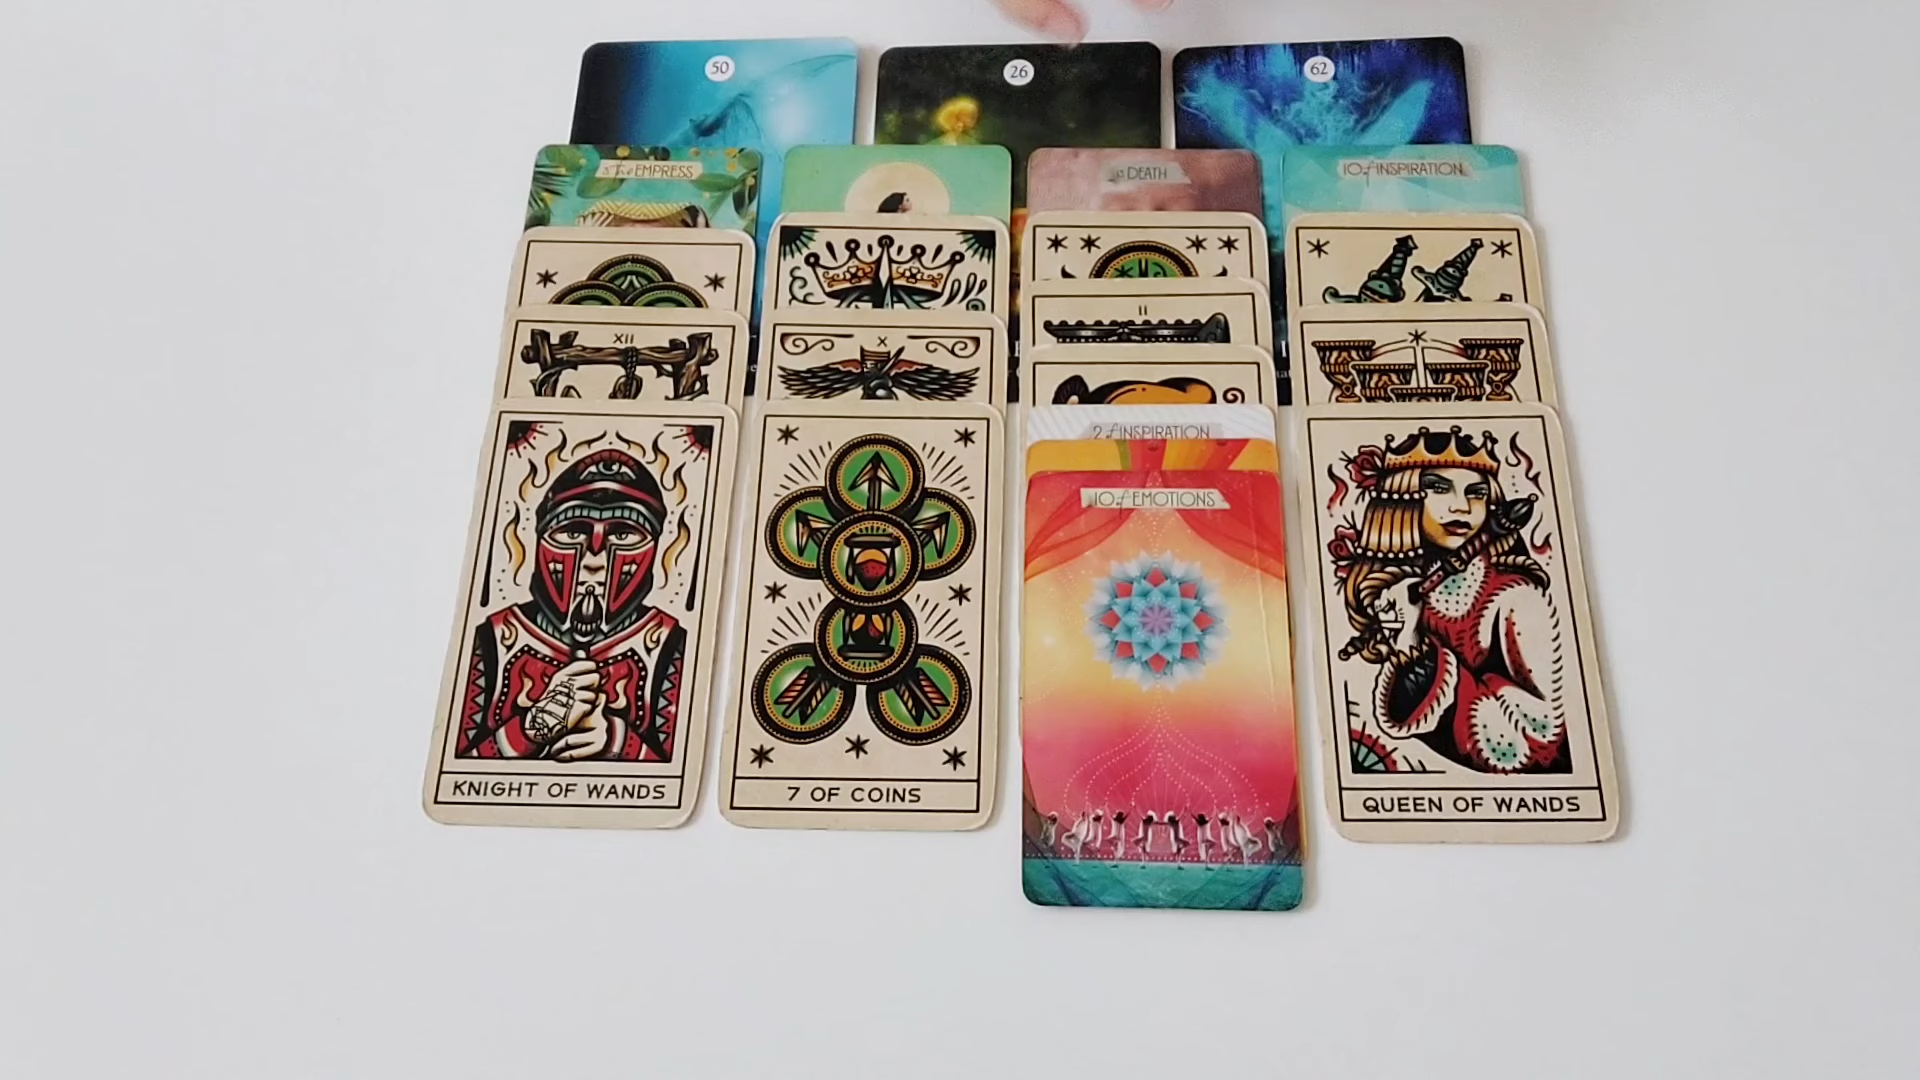 50
26
62
3 The EMPRESS
DEATH
10 of INSPIRATION
XII
X
II
2 of INSPIRATION
10 of EMOTIONS
KNIGHT OF WANDS
7 OF COINS
QUEEN OF WANDS